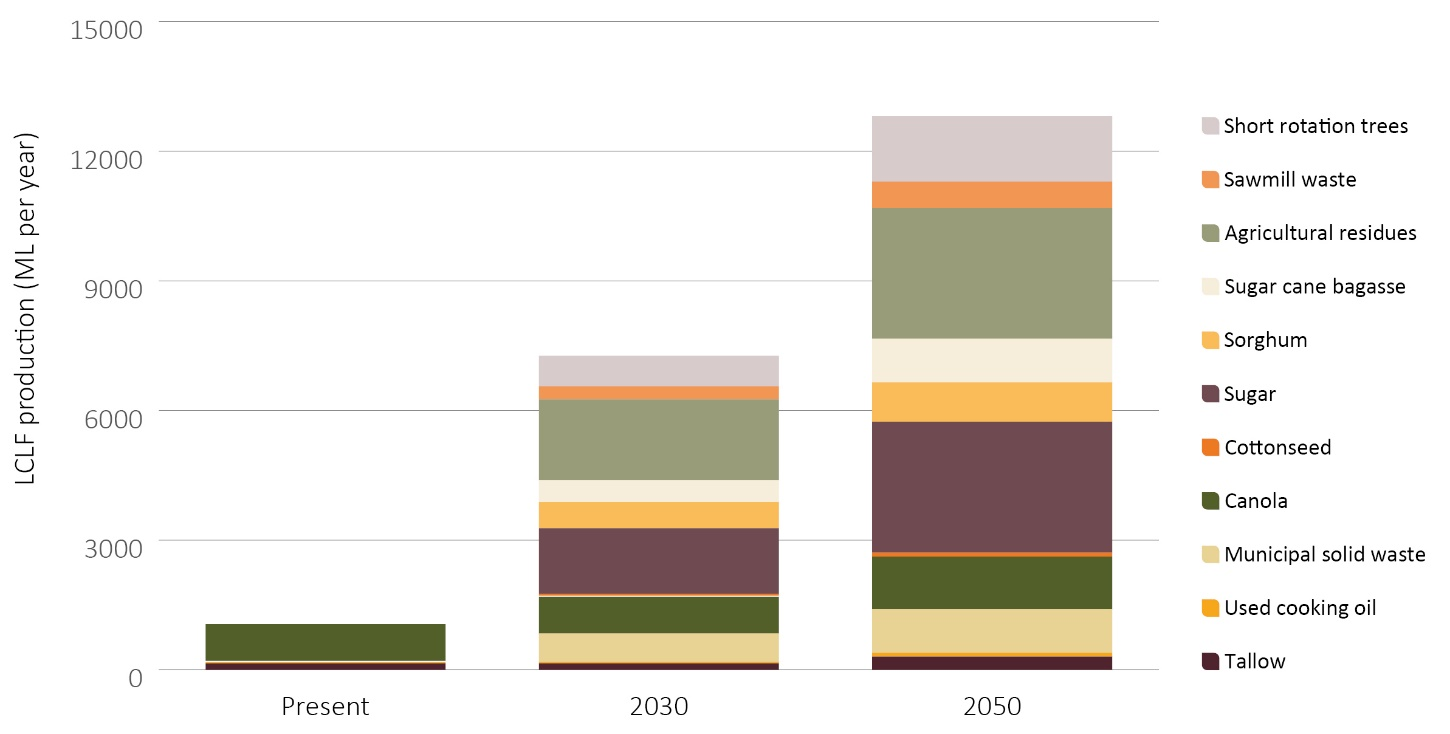 15000
12000
9000
6000
3000
0
LCLF production (ML per year)
Present
2030
2050
Short rotation trees
Sawmill waste
Agricultural residues
Sugar cane bagasse
Sorghum
Sugar
Cottonseed
Canola
Municipal solid waste
Used cooking oil
Tallow